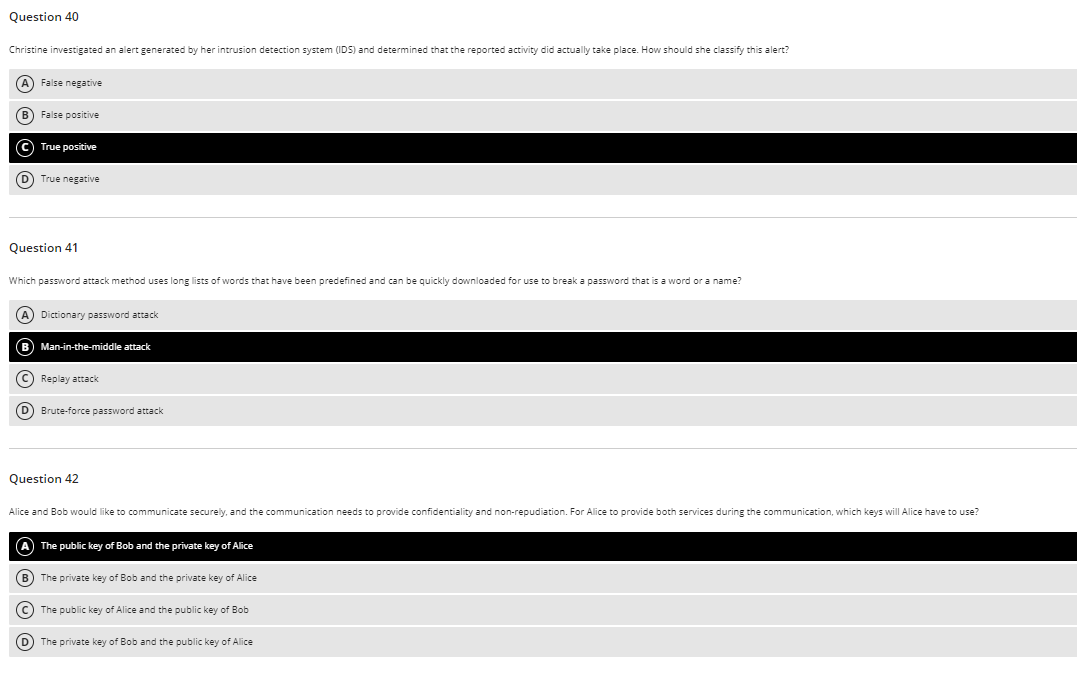 Question 40
Christine investigated an alert generated by her intrusion detection system (IDS) and determined that the reported activity did actually take place. How should she classify this alert?
A False negative
B False positive
C True positive
D True negative
Question 41
Which password attack method uses long lists of words that have been predefined and can be quickly downloaded for use to break a password that is a word or a name?
A Dictionary password attack
B Man-in-the-middle attack
C Replay attack
D Brute-force password attack
Question 42
Alice and Bob would like to communicate securely, and the communication needs to provide confidentiality and non-repudiation. For Alice to provide both services during the communication, which keys will Alice have to use?
A The public key of Bob and the private key of Alice
B The private key of Bob and the private key of Alice
C The public key of Alice and the public key of Bob
D The private key of Bob and the public key of Alice